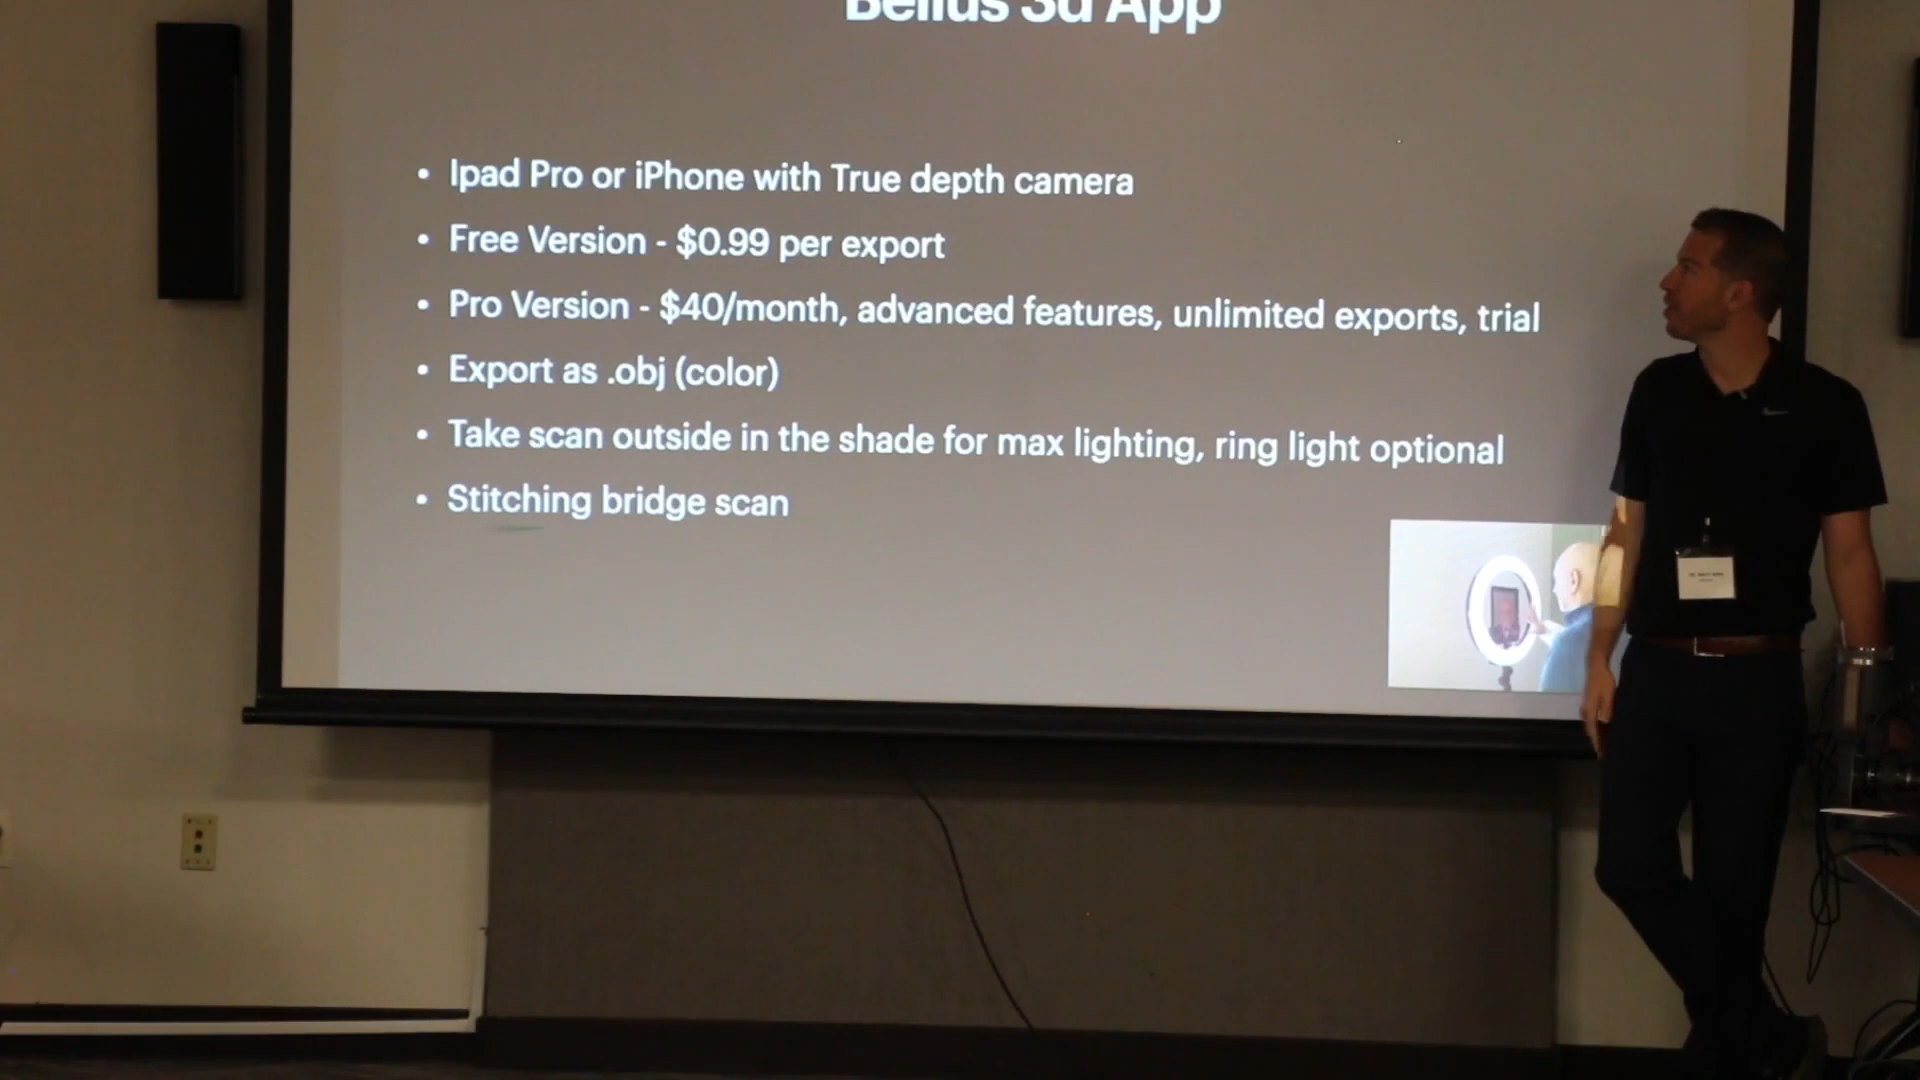 Bellus 3d App
• Ipad Pro or iPhone with True depth camera
• Free Version - $0.99 per export
• Pro Version - $40/month, advanced features, unlimited exports, trial
• Export as .obj (color)
• Take scan outside in the shade for max lighting, ring light optional
• Stitching bridge scan